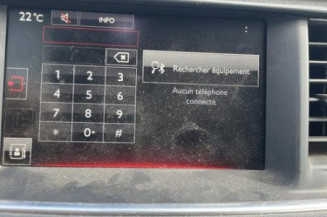 22°C INFO
Rechercher équipement
Aucun téléphone
connecté
1 2 3
4 5 6
7 8 9
* 0+ #